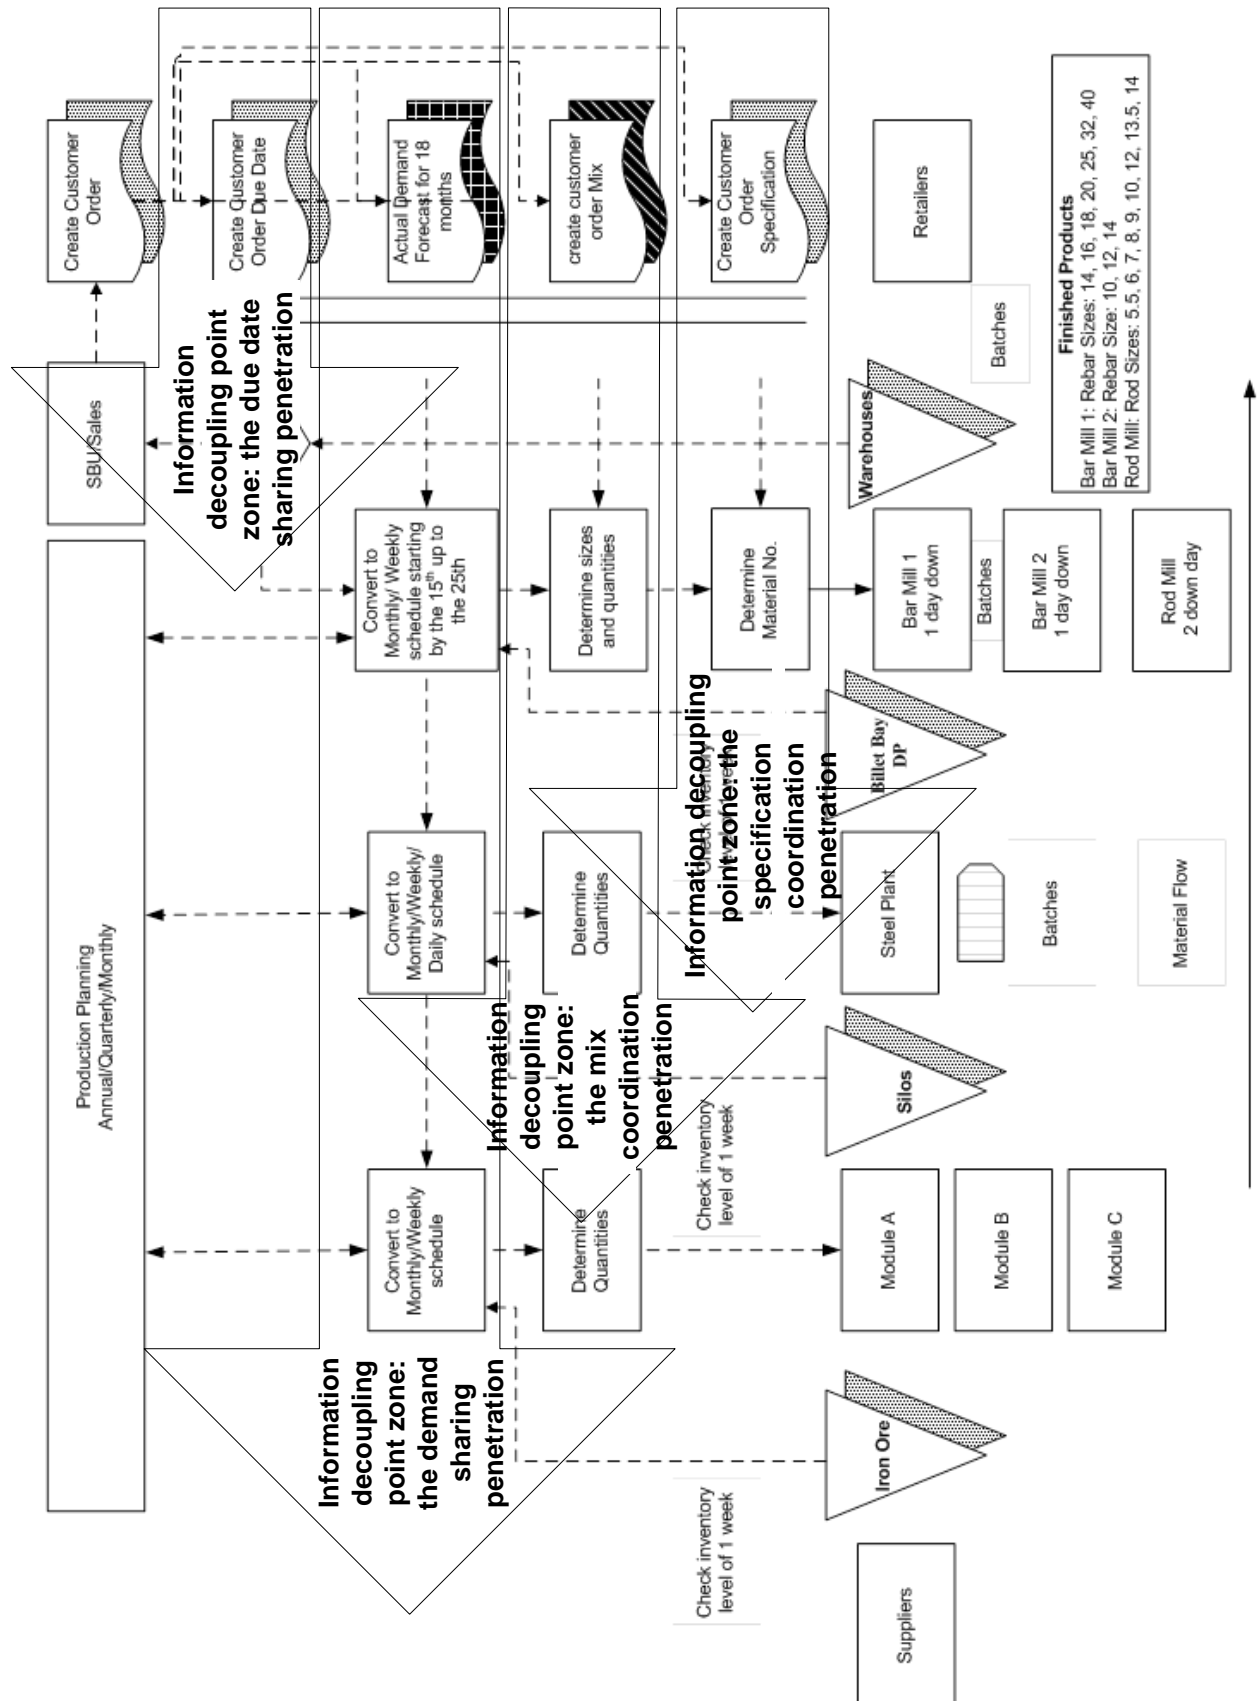 Production Planning
Annual/Quarterly/Monthly
SBU/Sales
Create Customer
Order
Create Customer
Order Due Date
Actual Demand
Forecast for 18
months
create customer
order Mix
Create Customer
Order
Specification
Retailers
Information
decoupling point
zone: the due date
sharing penetration
Convert to
Monthly/Weekly
schedule
Convert to
Monthly/Weekly/
Daily schedule
Convert to
Monthly/ Weekly
schedule starting
by the 15th up to
the 25th
Determine
Quantities
Determine
Quantities
Determine sizes
and quantities
Determine
Material No.
Information
decoupling
point zone:
the demand
sharing
penetration
Information
decoupling
point zone:
the mix
coordination
penetration
Information decoupling
point zone: the
specification
coordination
penetration
Check inventory
level of 1 week
Check inventory
level of 1 week
Check inventory
level of 1 week
Suppliers
Iron Ore
Module A
Module B
Module C
Silos
Steel Plant
Batches
Material Flow
Billet Bay
DP
Bar Mill 1
1 day down
Batches
Bar Mill 2
1 day down
Rod Mill
2 down day
Warehouses
Batches
Finished Products
Bar Mill 1: Rebar Sizes: 14, 16, 18, 20, 25, 32, 40
Bar Mill 2: Rebar Size: 10, 12, 14
Rod Mill: Rod Sizes: 5.5, 6, 7, 8, 9, 10, 12, 13.5, 14